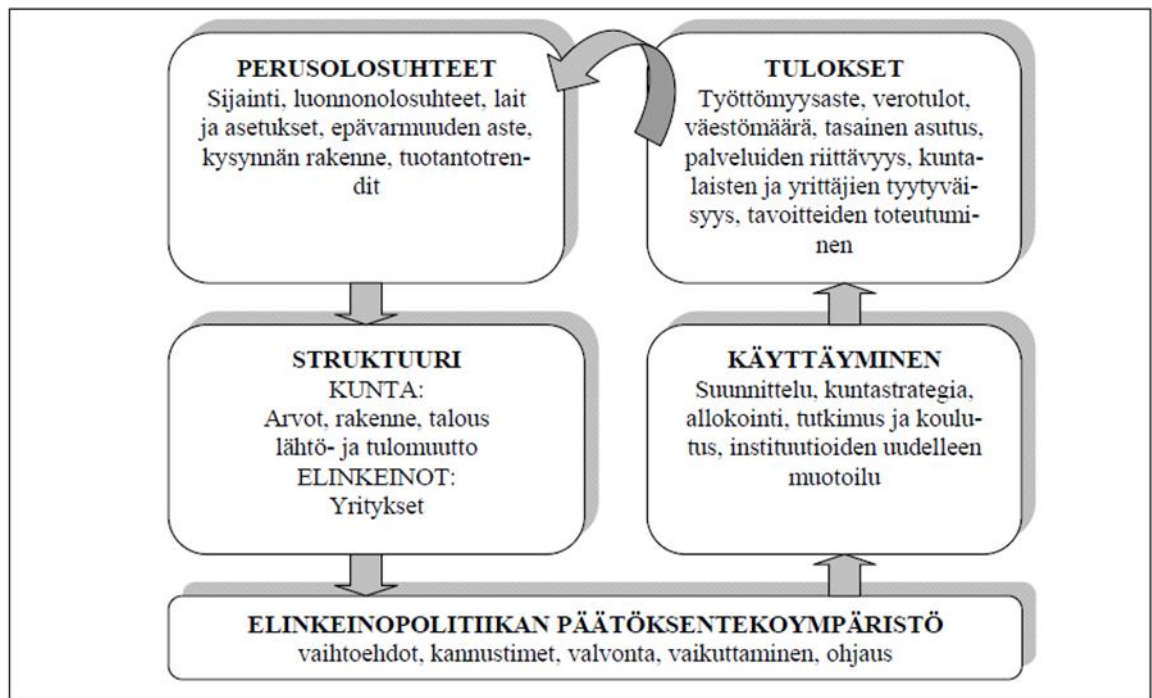 PERUSOLOSUHTEET
Sijainti, luonnonolosuhteet, lait
ja asetukset, epävarmuuden aste,
kysynnän rakenne, tuotantotren-
dit
TULOKSET
Työttömyysaste, verotulot,
väestömäärä, tasainen asutus,
palveluiden riittävyys, kunta-
laisten ja yrittäjien tyytyväi-
syys, tavoitteiden toteutumi-
nen
STRUKTUURI
KUNTA:
Arvot, rakenne, talous
lähtö- ja tulomuutto
ELINKEINOT:
Yritykset
KÄYTTÄYMINEN
Suunnittelu, kuntastrategia,
allokointi, tutkimus ja koulu-
tus, instituutioiden uudelleen
muotoilu
ELINKEINOPOLITIIKAN PÄÄTÖKSENTEKOYMPÄRISTÖ
vaihtoehdot, kannustimet, valvonta, vaikuttaminen, ohjaus